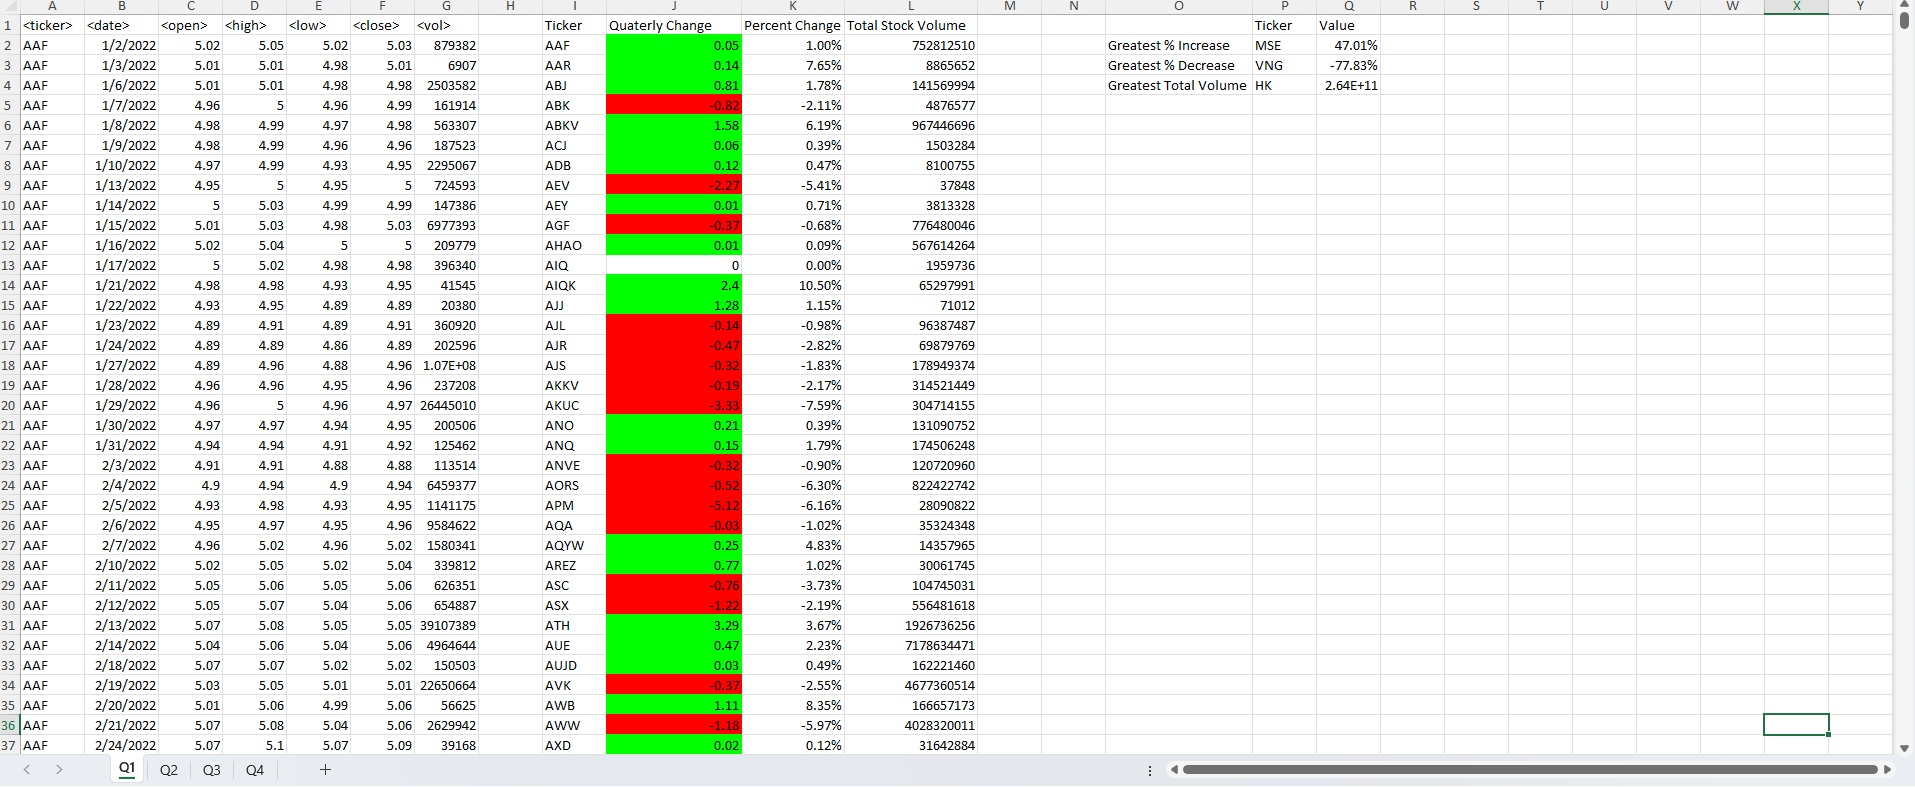 A B C D E F G H I J K L M N O P Q R S T U V W X Y
1 <ticker> <date> <open> <high> <low> <close> <vol> Ticker Quaterly Change Percent Change Total Stock Volume Ticker Value
2 AAF 1/2/2022 5.02 5.05 5.02 5.03 879382 AAF 0.05 1.00% 752812510 Greatest % Increase MSE 47.01%
3 AAF 1/3/2022 5.01 5.01 4.98 5.01 6907 AAR 0.14 7.65% 8865652 Greatest % Decrease VNG -77.83%
4 AAF 1/6/2022 5.01 5.01 4.98 4.98 2503582 ABJ 0.81 1.78% 141569994 Greatest Total Volume HK 2.64E+11
5 AAF 1/7/2022 4.96 5 4.96 4.99 161914 ABK -0.82 -2.11% 4876577
6 AAF 1/8/2022 4.98 4.99 4.97 4.98 563307 ABKV 1.58 6.19% 967446696
7 AAF 1/9/2022 4.98 4.99 4.96 4.96 187523 ACJ 0.06 0.39% 1503284
8 AAF 1/10/2022 4.97 4.99 4.93 4.95 2295067 ADB 0.12 0.47% 8100755
9 AAF 1/13/2022 4.95 5 4.95 5 724593 AEV -2.27 -5.41% 37848
10 AAF 1/14/2022 5 5.03 4.99 4.99 147386 AEY 0.01 0.71% 3813328
11 AAF 1/15/2022 5.01 5.03 4.98 5.03 6977393 AGF -0.37 -0.68% 776480046
12 AAF 1/16/2022 5.02 5.04 5 5 209779 AHAO 0.01 0.09% 567614264
13 AAF 1/17/2022 5 5.02 4.98 4.98 396340 AIQ 0 0.00% 1959736
14 AAF 1/21/2022 4.98 4.98 4.93 4.95 41545 AIQK 2.4 10.50% 65297991
15 AAF 1/22/2022 4.93 4.95 4.89 4.89 20380 AJJ 1.28 1.15% 71012
16 AAF 1/23/2022 4.89 4.91 4.89 4.91 360920 AJL -0.14 -0.98% 96387487
17 AAF 1/24/2022 4.89 4.89 4.86 4.89 202596 AJR -0.47 -2.82% 69879769
18 AAF 1/27/2022 4.89 4.96 4.88 4.96 1.07E+08 AJS -0.32 -1.83% 178949374
19 AAF 1/28/2022 4.96 4.96 4.95 4.96 237208 AKKV -0.19 -2.17% 314521449
20 AAF 1/29/2022 4.96 5 4.96 4.97 26445010 AKUC -3.33 -7.59% 304714155
21 AAF 1/30/2022 4.97 4.97 4.94 4.95 200506 ANO 0.21 0.39% 131090752
22 AAF 1/31/2022 4.94 4.94 4.91 4.92 125462 ANQ 0.15 1.79% 174506248
23 AAF 2/3/2022 4.91 4.91 4.88 4.88 113514 ANVE -0.32 -0.90% 120720960
24 AAF 2/4/2022 4.9 4.94 4.9 4.94 6459377 AORS -0.52 -6.30% 822422742
25 AAF 2/5/2022 4.93 4.98 4.93 4.95 1141175 APM -5.12 -6.16% 28090822
26 AAF 2/6/2022 4.95 4.97 4.95 4.96 9584622 AQA -0.03 -1.02% 35324348
27 AAF 2/7/2022 4.96 5.02 4.96 5.02 1580341 AQYW 0.25 4.83% 14357965
28 AAF 2/10/2022 5.02 5.05 5.02 5.04 339812 AREZ 0.77 1.02% 30061745
29 AAF 2/11/2022 5.05 5.06 5.05 5.06 626351 ASC -0.76 -3.73% 104745031
30 AAF 2/12/2022 5.05 5.07 5.04 5.06 654887 ASX -1.22 -2.19% 556481618
31 AAF 2/13/2022 5.07 5.08 5.05 5.05 39107389 ATH 3.29 3.67% 1926736256
32 AAF 2/14/2022 5.04 5.06 5.04 5.06 4964644 AUE 0.47 2.23% 7178634471
33 AAF 2/18/2022 5.07 5.07 5.02 5.02 150503 AUJD 0.03 0.49% 162221460
34 AAF 2/19/2022 5.03 5.05 5.01 5.01 22650664 AVK -0.37 -2.55% 4677360514
35 AAF 2/20/2022 5.01 5.06 4.99 5.06 56625 AWB 1.11 8.35% 166657173
36 AAF 2/21/2022 5.07 5.08 5.04 5.06 2629942 AWW -1.18 -5.97% 4028320011
37 AAF 2/24/2022 5.07 5.1 5.07 5.09 39168 AXD 0.02 0.12% 31642884
Q1 Q2 Q3 Q4